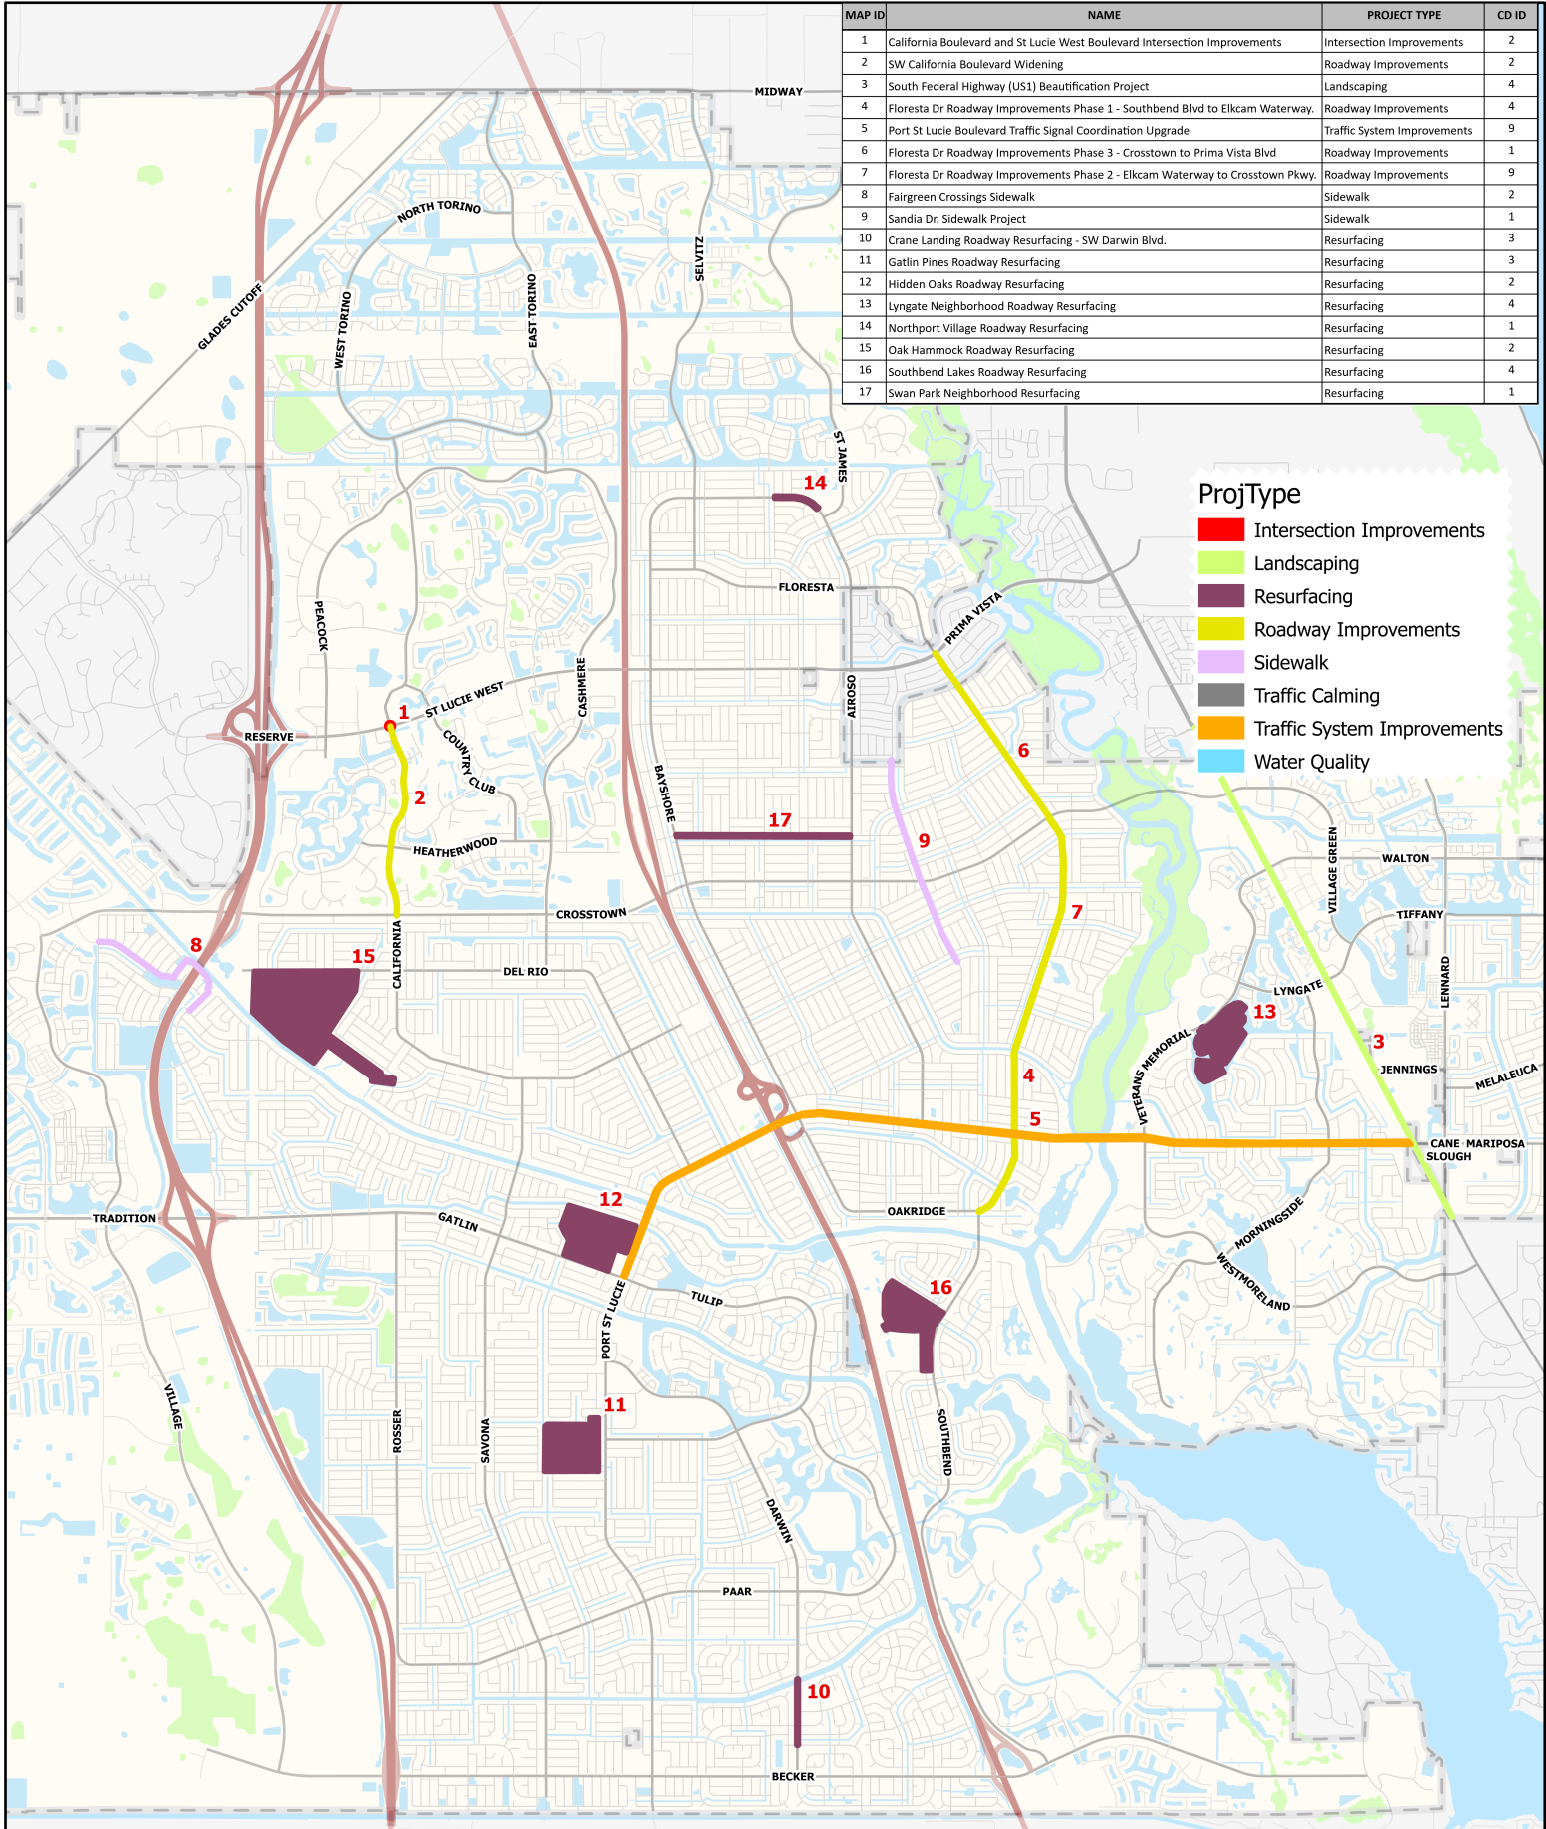 MAP ID NAME PROJECT TYPE CD ID
1 California Boulevard and St Lucie West Boulevard Intersection Improvements Intersection Improvements 2
2 SW California Boulevard Widening Roadway Improvements 2
3 South Feceral Highway (US1) Beautification Project Landscaping 4
4 Floresta Dr Roadway Improvements Phase 1 - Southbend Blvd to Elkcam Waterway. Roadway Improvements 4
5 Port St Lucie Boulevard Traffic Signal Coordination Upgrade Traffic System Improvements 9
6 Floresta Dr Roadway Improvements Phase 3 - Crosstown to Prima Vista Blvd Roadway Improvements 1
7 Floresta Dr Roadway Improvements Phase 2 - Elkcam Waterway to Crosstown Pkwy. Roadway Improvements 9
8 Fairgreen Crossings Sidewalk Sidewalk 2
9 Sandia Dr. Sidewalk Project Sidewalk 1
10 Crane Landing Roadway Resurfacing - SW Darwin Blvd. Resurfacing 3
11 Gatlin Pines Roadway Resurfacing Resurfacing 3
12 Hidden Oaks Roadway Resurfacing Resurfacing 2
13 Lyngate Neighborhood Roadway Resurfacing Resurfacing 4
14 Northport Village Roadway Resurfacing Resurfacing 1
15 Oak Hammock Roadway Resurfacing Resurfacing 2
16 Southbend Lakes Roadway Resurfacing Resurfacing 4
17 Swan Park Neighborhood Resurfacing Resurfacing 1
MIDWAY
NORTH TORINO
SELVITZ
GLADES CUTOFF
WEST TORINO
EAST TORINO
ST JAMES
14
ProjType
Intersection Improvements
Landscaping
Resurfacing
Roadway Improvements
Sidewalk
Traffic Calming
Traffic System Improvements
Water Quality
FLORESTA
PRIMA VISTA
PEACOCK
CASHMERE
AIROSO
ST LUCIE WEST
1
RESERVE
COUNTRY CLUB
6
BAYSHORE
2
17
9
HEATHERWOOD
VILLAGE GREEN
WALTON
CROSSTOWN
7
TIFFANY
8
15
CALIFORNIA
DEL RIO
LENNARD
LYNGATE
13
3
VETERANS MEMORIAL
4
JENNINGS
MELALEUCA
5
CANE SLOUGH
MARIPOSA
12
TRADITION
GATLIN
OAKRIDGE
MORNINGSIDE
WESTMORELAND
16
TULIP
PORT ST LUCIE
VILLAGE
11
ROSSER
SAVONA
SOUTHBEND
DARWIN
PAAR
10
BECKER